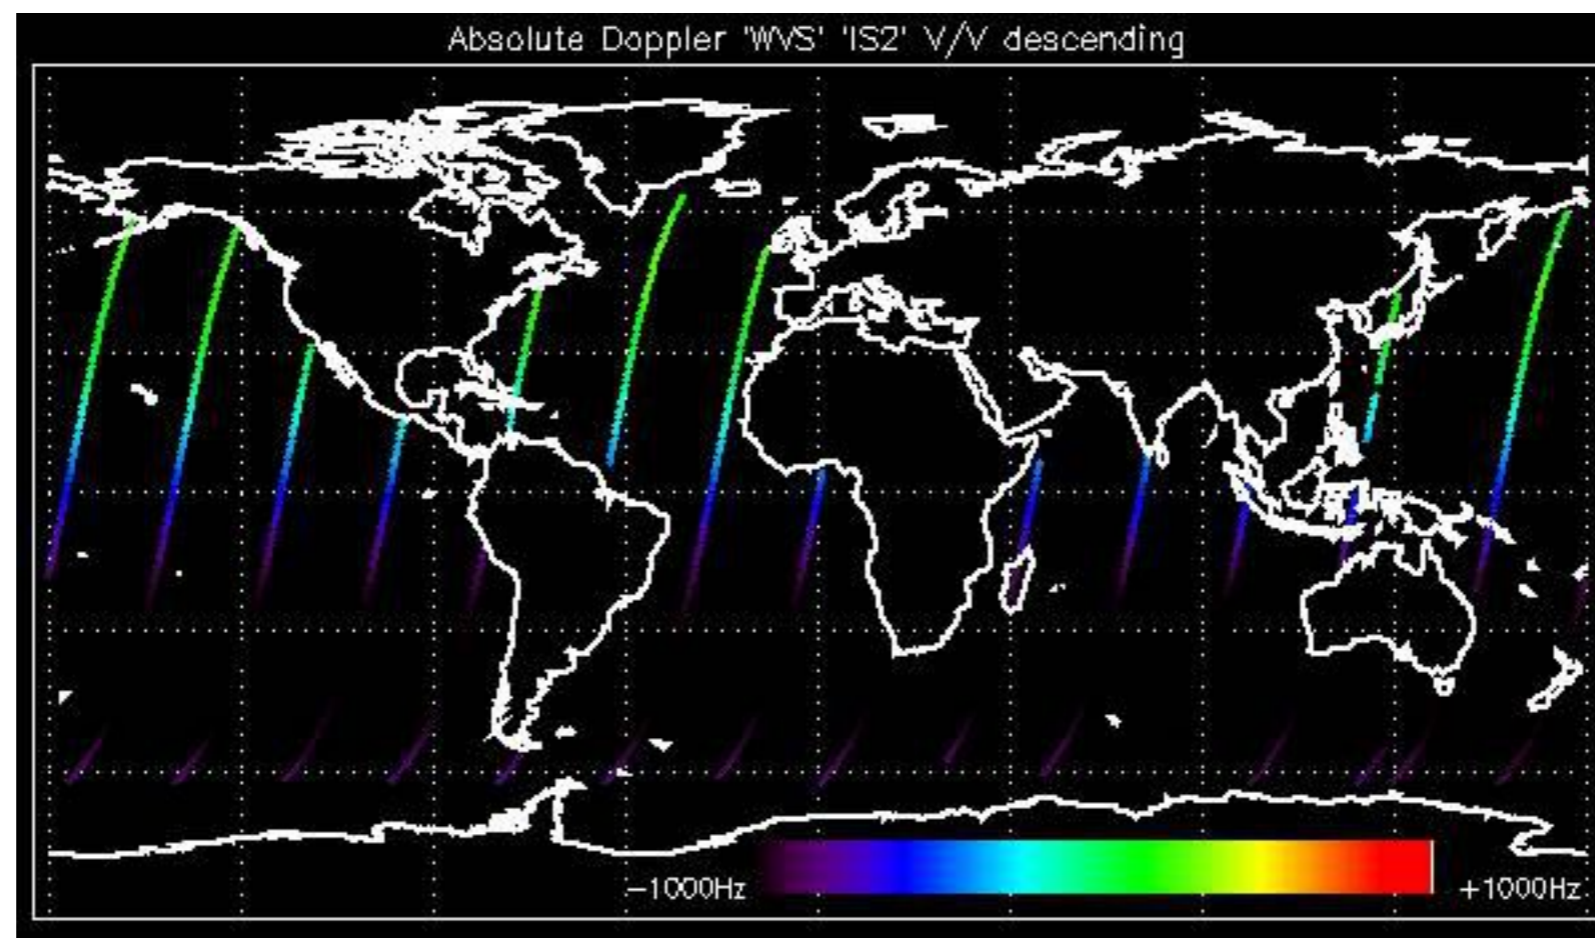 Absolute Doppler 'WVS' 'IS2' V/V descending
−1000Hz
+1000Hz